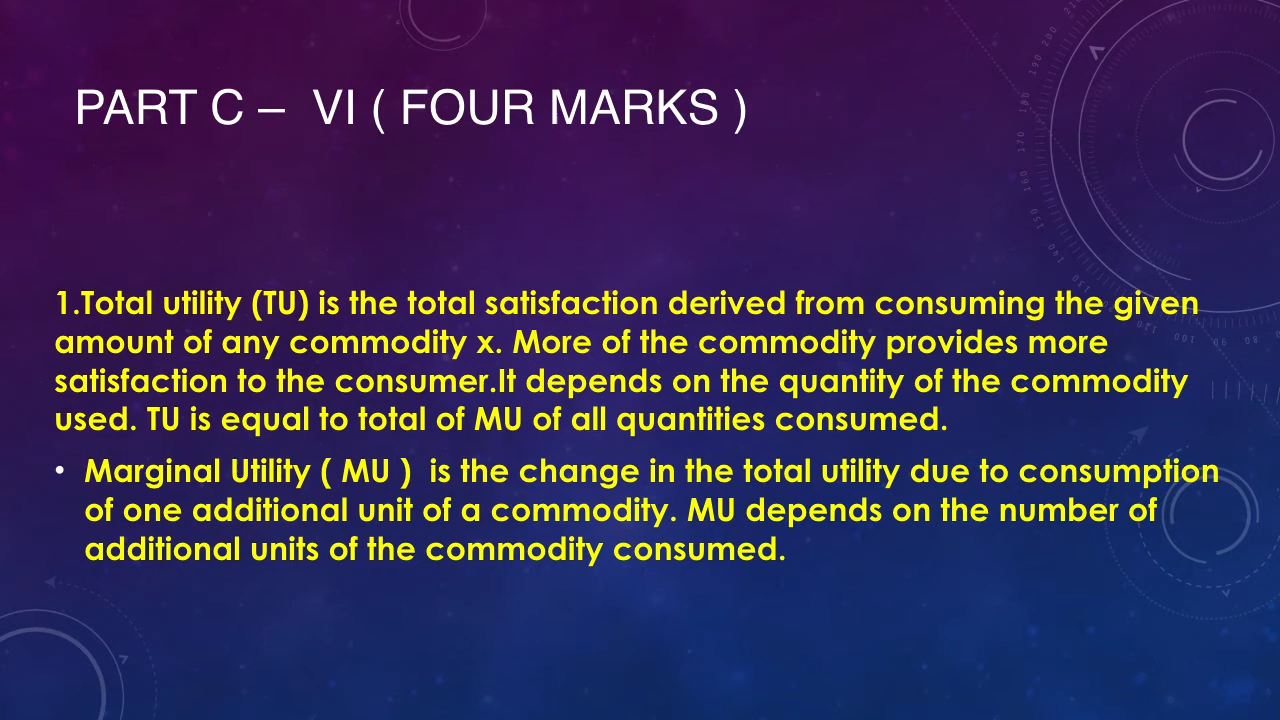 PART C – VI ( FOUR MARKS )
1.Total utility (TU) is the total satisfaction derived from consuming the given
amount of any commodity x. More of the commodity provides more
satisfaction to the consumer.It depends on the quantity of the commodity
used. TU is equal to total of MU of all quantities consumed.
• Marginal Utility ( MU ) is the change in the total utility due to consumption
of one additional unit of a commodity. MU depends on the number of
additional units of the commodity consumed.